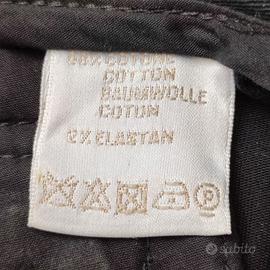 98% COTONE
COTTON
BAUMWOLLE
COTON
2% ELASTAN
P
subito